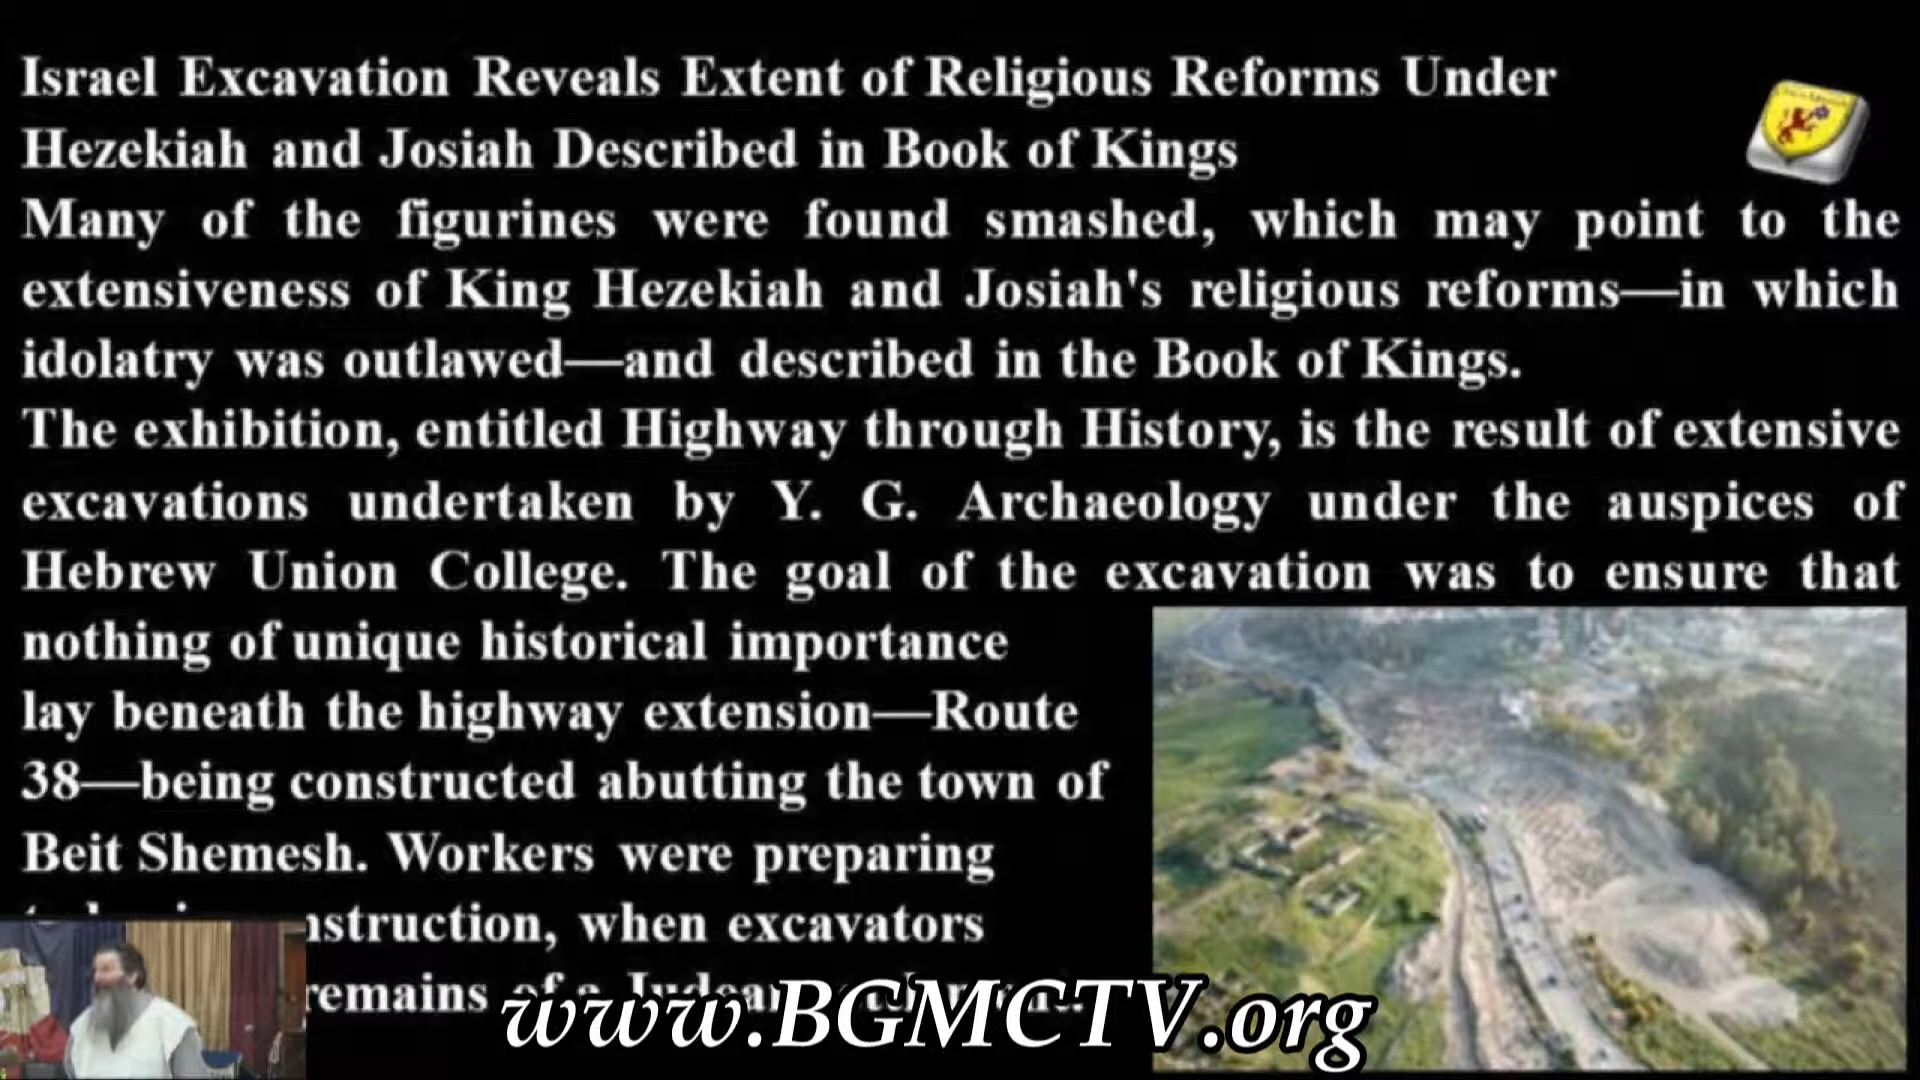 Israel Excavation Reveals Extent of Religious Reforms Under
Hezekiah and Josiah Described in Book of Kings
Many of the figurines were found smashed, which may point to the
extensiveness of King Hezekiah and Josiah's religious reforms—in which
idolatry was outlawed—and described in the Book of Kings.
The exhibition, entitled Highway through History, is the result of extensive
excavations undertaken by Y. G. Archaeology under the auspices of
Hebrew Union College. The goal of the excavation was to ensure that
nothing of unique historical importance
lay beneath the highway extension—Route
38—being constructed abutting the town of
Beit Shemesh. Workers were preparing
nstruction, when excavators
remains of a Judean
www.BGMCTV.org